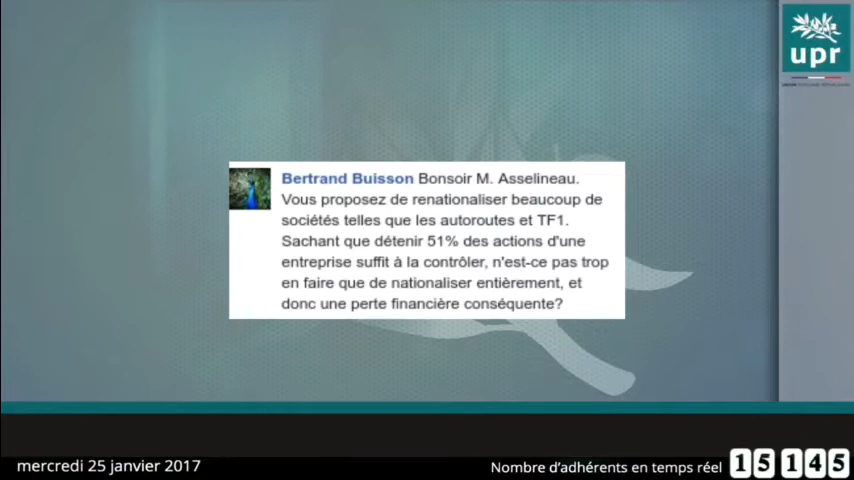 upr
Bertrand Buisson Bonsoir M. Asselineau.
Vous proposez de renationaliser beaucoup de
sociétés telles que les autoroutes et TF1.
Sachant que détenir 51% des actions d'une
entreprise suffit à la contrôler, n'est-ce pas trop
en faire que de nationaliser entièrement, et
donc une perte financière conséquente?
mercredi 25 janvier 2017
Nombre d'adhérents en temps réel 15 145